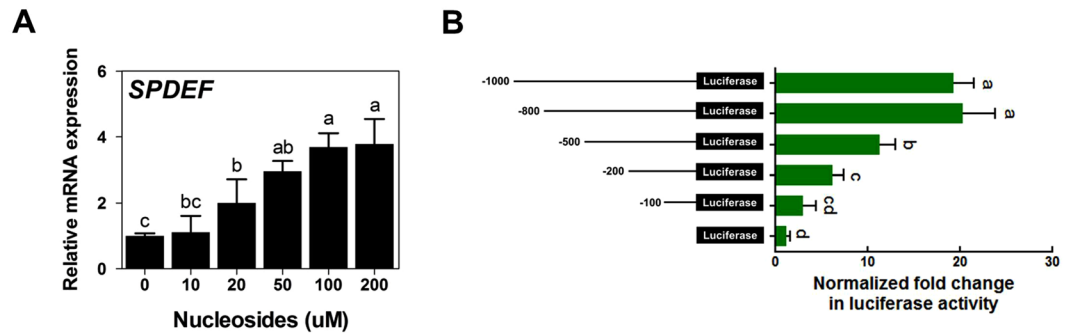 A
B
SPDEF
Relative mRNA expression
6
4
2
0
c
bc
b
ab
a
a
0 10 20 50 100 200
Nucleosides (uM)
-1000 Luciferase a
-800 Luciferase a
-500 Luciferase b
-200 Luciferase c
-100 Luciferase cd
Luciferase d
0 10 20 30
Normalized fold change
in luciferase activity